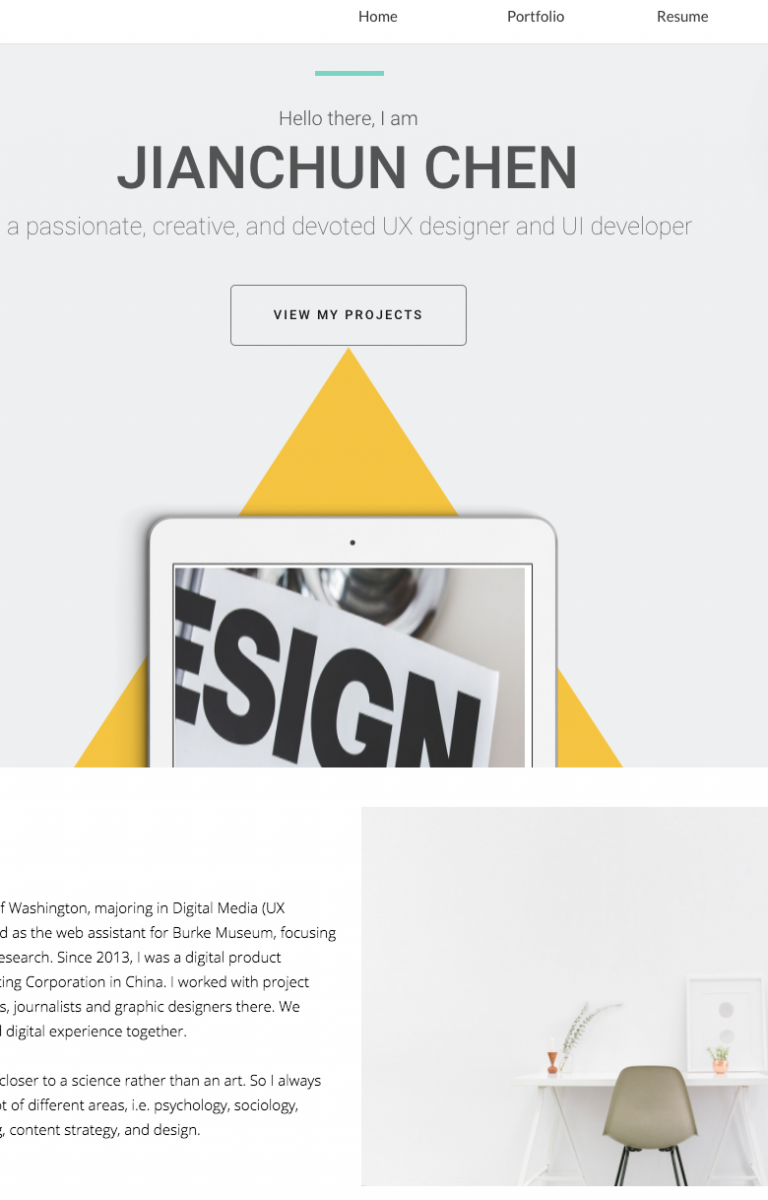 Home Portfolio Resume
Hello there, I am
JIANCHUN CHEN
a passionate, creative, and devoted UX designer and UI developer
VIEW MY PROJECTS
ESIGN
f Washington, majoring in Digital Media (UX
d as the web assistant for Burke Museum, focusing
esearch. Since 2013, I was a digital product
ting Corporation in China. I worked with project
s, journalists and graphic designers there. We
l digital experience together.
closer to a science rather than an art. So I always
pt of different areas, i.e. psychology, sociology,
g, content strategy, and design.